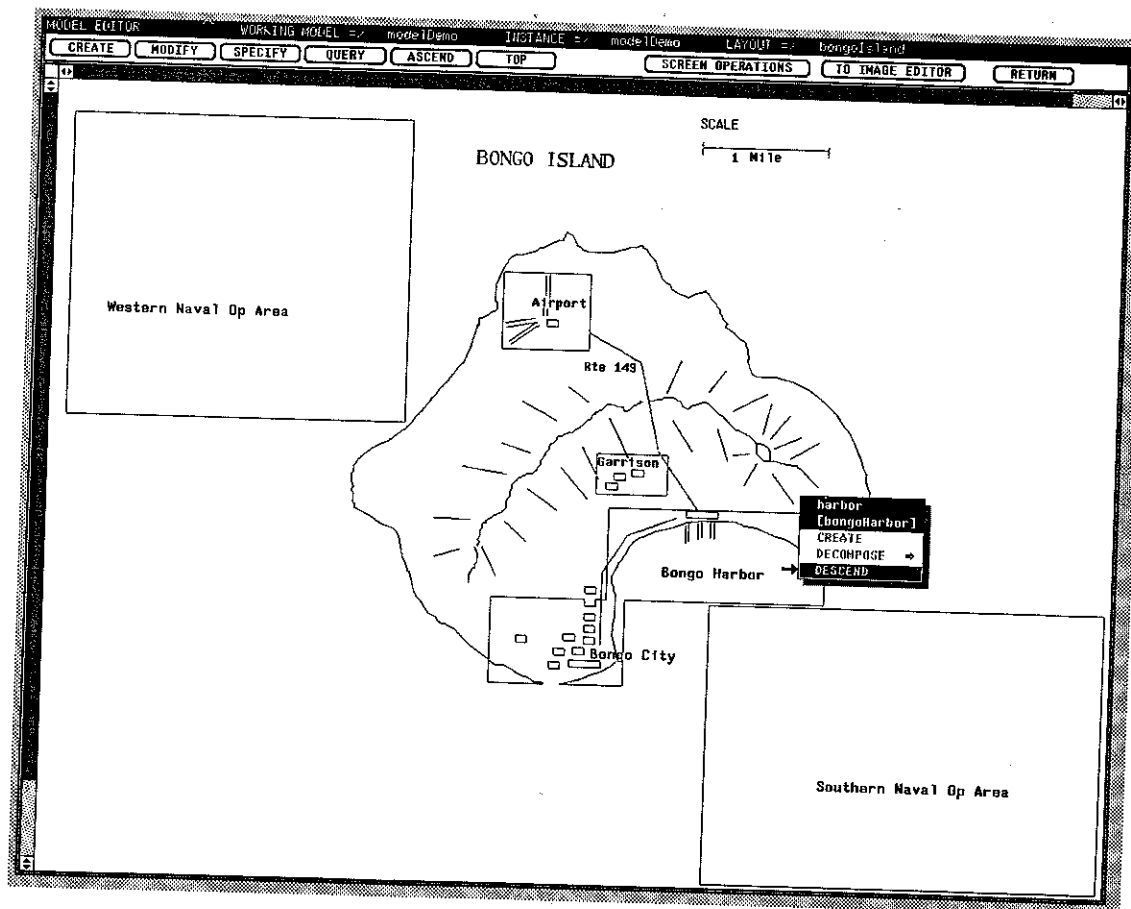 MODEL EDITOR WORKING MODEL => modelDemo INSTANCE => modelDemo LAYOUT => bongoIsland
CREATE MODIFY SPECIFY QUERY ASCEND TOP SCREEN OPERATIONS TO IMAGE EDITOR RETURN
SCALE
1 Mile
BONGO ISLAND
Western Naval Op Area
Airport
Rte 149
Garrison
harbor
[bongoHarbor]
CREATE
DECOMPOSE ⇒
DESCEND
Bongo Harbor
Bongo City
Southern Naval Op Area